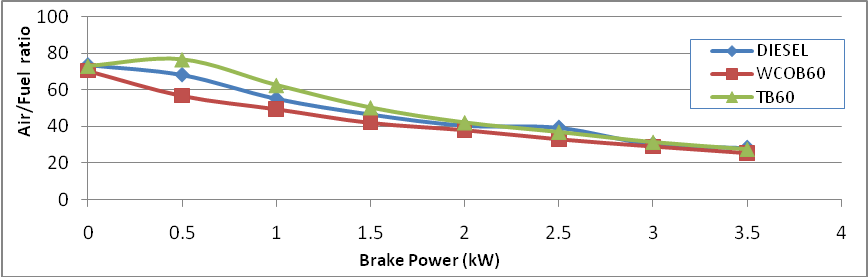 Air/Fuel ratio
100
80
60
40
20
0
0 0.5 1 1.5 2 2.5 3 3.5 4
Brake Power (kW)
DIESEL
WCOB60
TB60